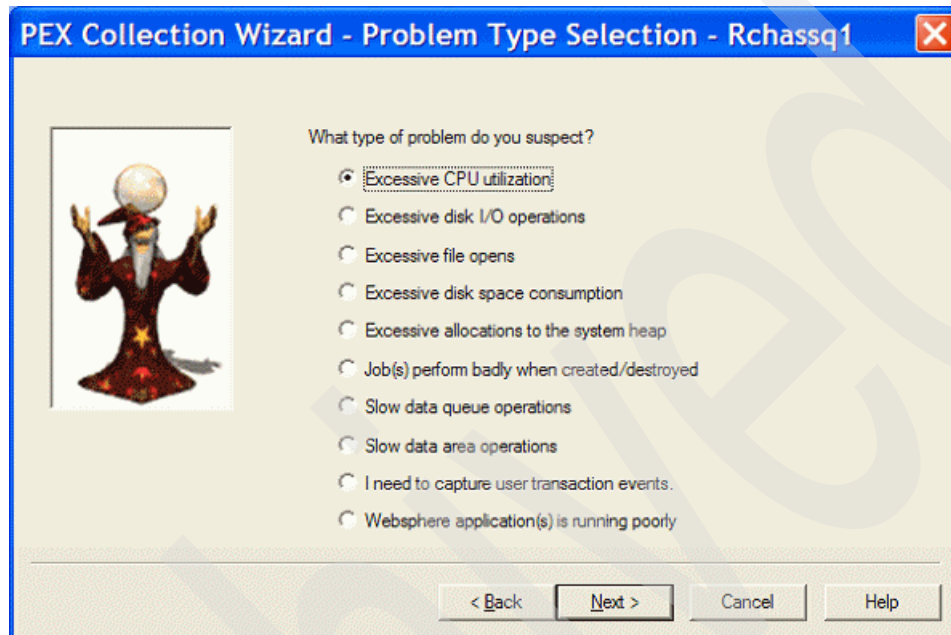 PEX Collection Wizard - Problem Type Selection - Rchassq1
What type of problem do you suspect?
Excessive CPU utilization
Excessive disk I/O operations
Excessive file opens
Excessive disk space consumption
Excessive allocations to the system heap
Job(s) perform badly when created/destroyed
Slow data queue operations
Slow data area operations
I need to capture user transaction events.
Websphere application(s) is running poorly
< Back Next > Cancel Help